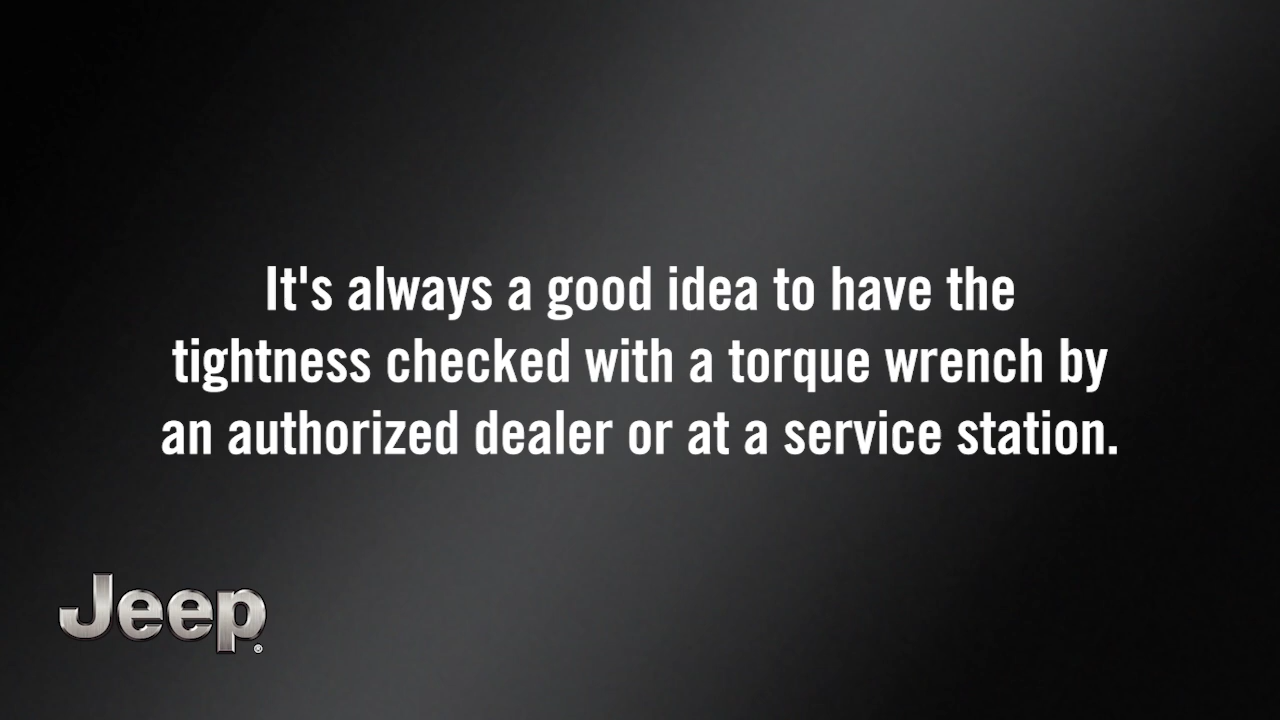 It's always a good idea to have the
tightness checked with a torque wrench by
an authorized dealer or at a service station.
Jeep®